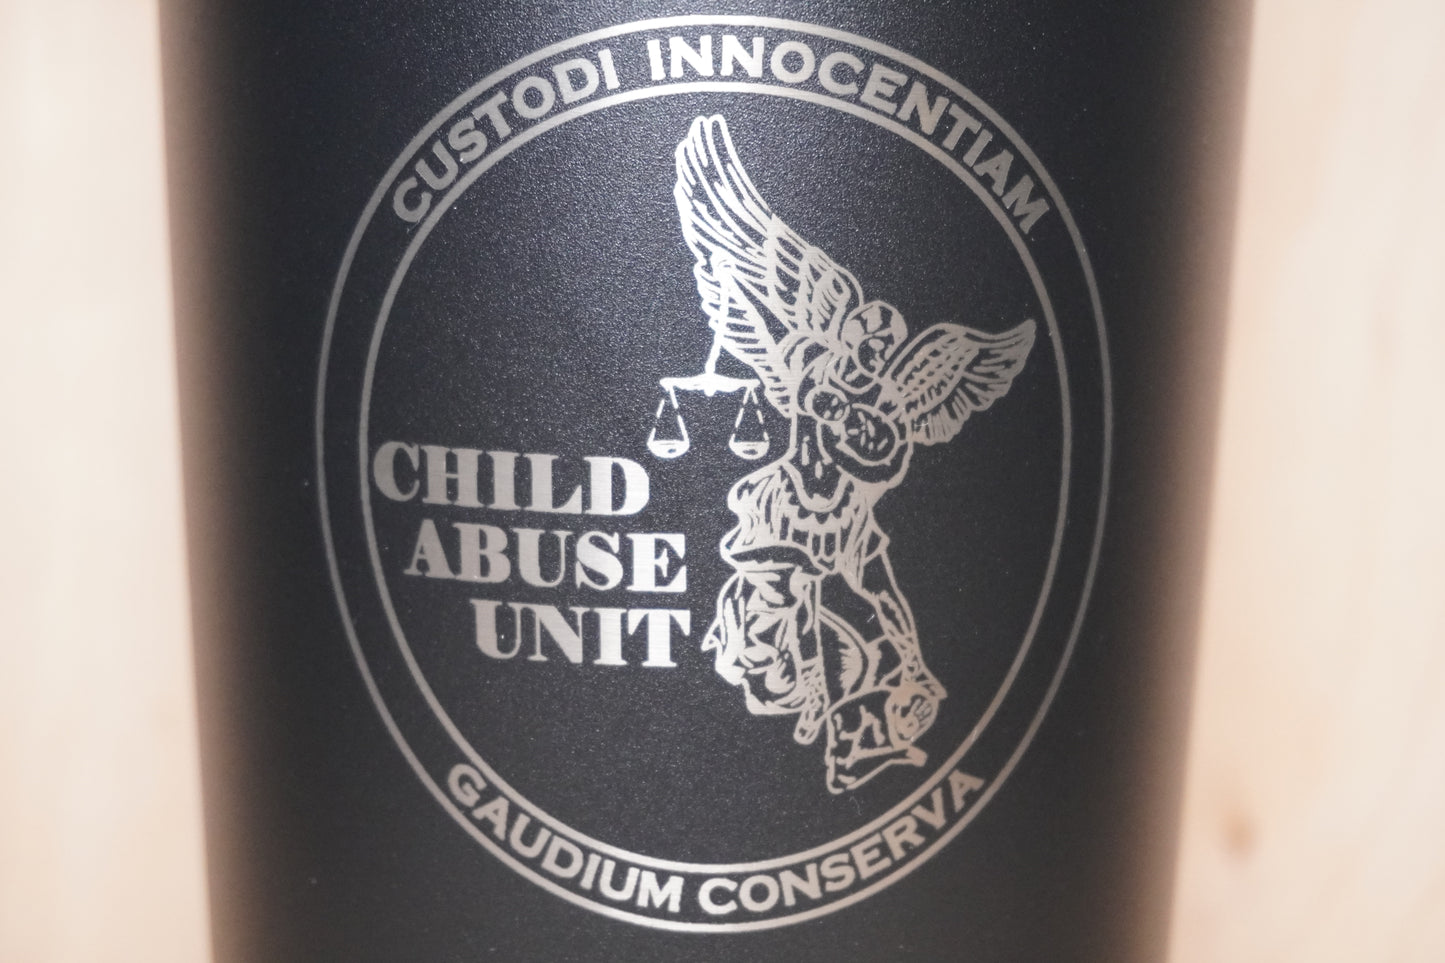 CUSTODI INNOCENTIAM
CHILD
ABUSE
UNIT
GAUDIUM CONSERVA